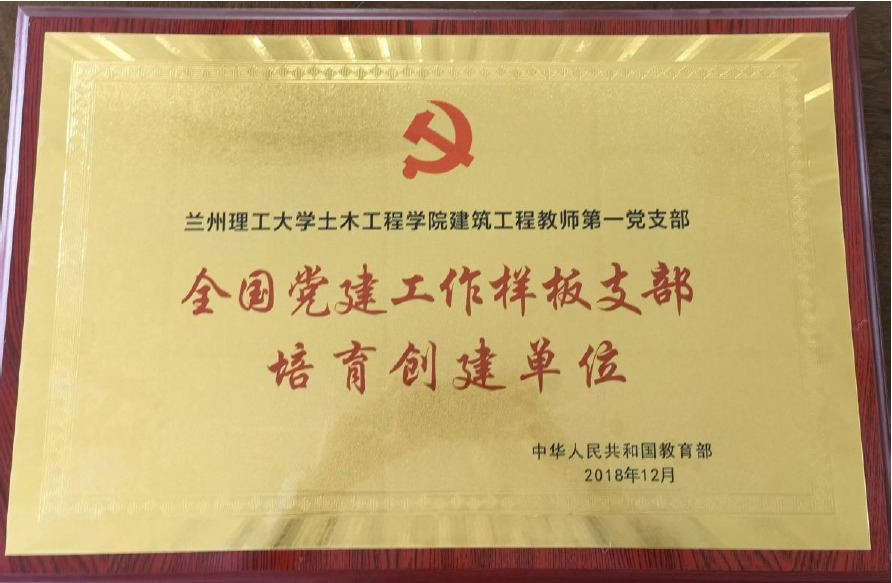 兰州理工大学土木工程学院建筑工程教师第一党支部
全国党建工作样板支部
培育创建单位
中华人民共和国教育部
2018年12月